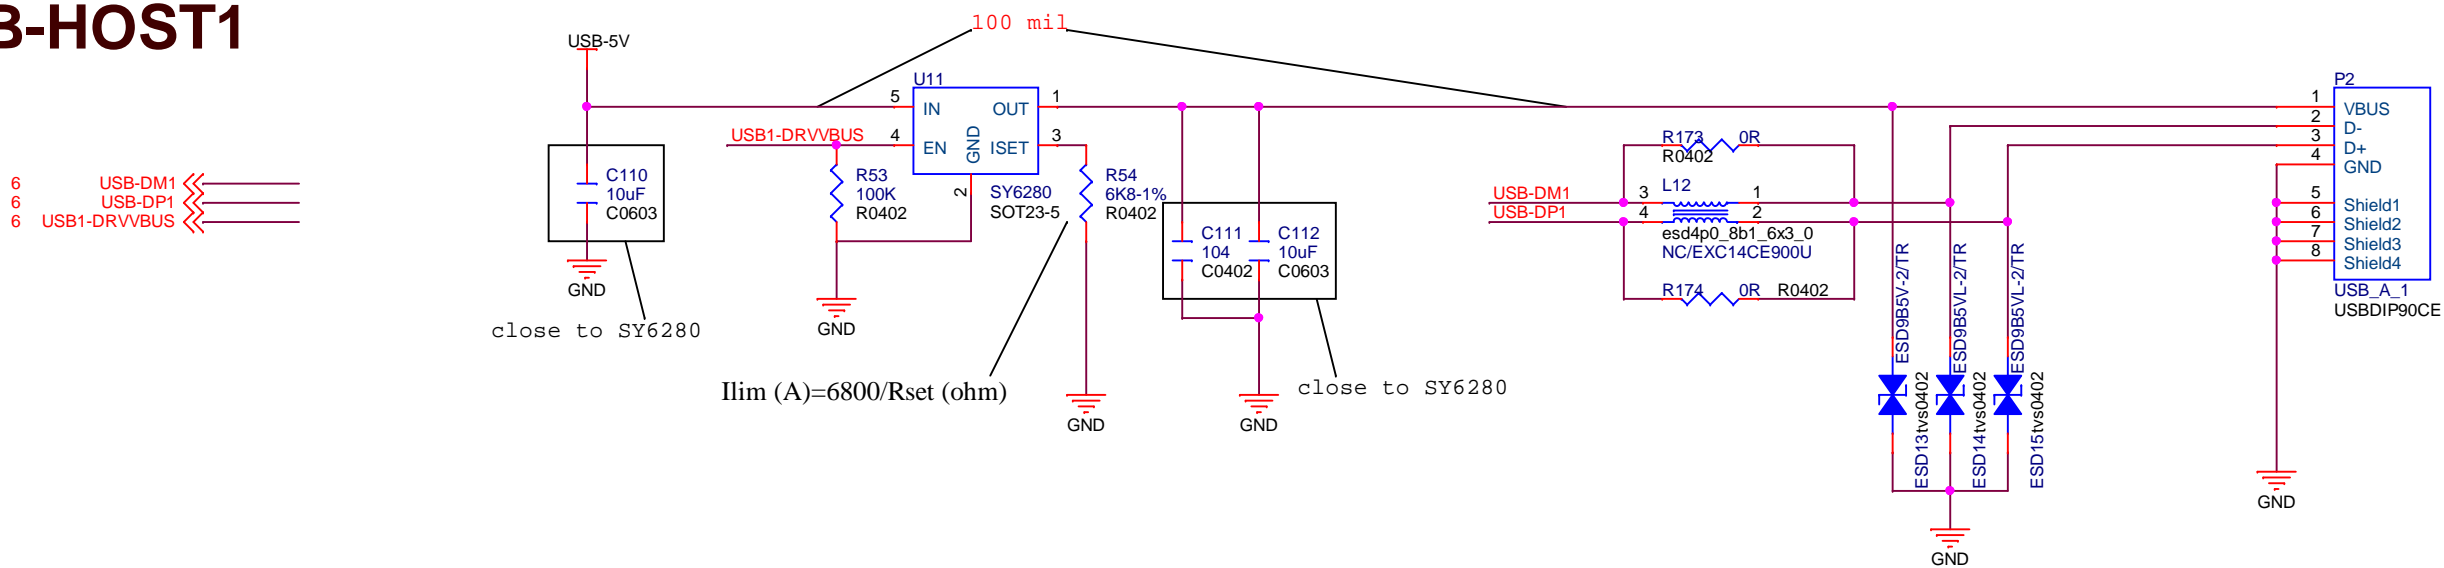 B-HOST1
100 mil
USB-5V
6 USB-DM1
6 USB-DP1
6 USB1-DRVVBUS
C110
10uF
C0603
GND
close to SY6280
U11
5 IN OUT 1
4 EN GND ISET 3
2
USB1-DRVVBUS
SY6280
SOT23-5
R53
100K
R0402
GND
R54
6K8-1%
R0402
GND
Ilim (A)=6800/Rset (ohm)
C111
104
C0402
C112
10uF
C0603
GND
close to SY6280
R173 0R
R0402
USB-DM1
USB-DP1
L12
3 1
4 2
esd4p0_8b1_6x3_0
NC/EXC14CE900U
R174 0R R0402
ESD9B5V-2/TR
ESD9B5VL-2/TR
ESD9B5VL-2/TR
ESD13tvs0402
ESD14tvs0402
ESD15tvs0402
GND
P2
1 VBUS
2 D-
3 D+
4 GND
5 Shield1
6 Shield2
7 Shield3
8 Shield4
USB_A_1
USBDIP90CE
GND